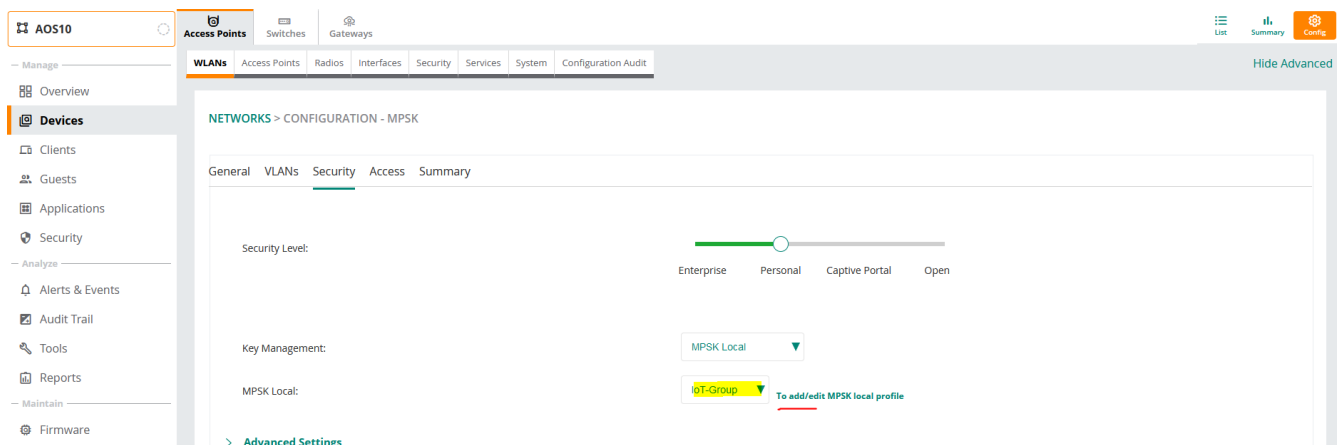 AOS10
Access Points Switches Gateways
List Summary Config
Manage
WLANs Access Points Radios Interfaces Security Services System Configuration Audit
Hide Advanced
Overview
Devices
NETWORKS > CONFIGURATION - MPSK
Clients
General VLANs Security Access Summary
Guests
Applications
Security
Security Level:
Enterprise Personal Captive Portal Open
Analyze
Alerts & Events
Audit Trail
Tools
Key Management: MPSK Local
Reports
MPSK Local: IoT-Group To add/edit MPSK local profile
Maintain
Firmware
> Advanced Settings